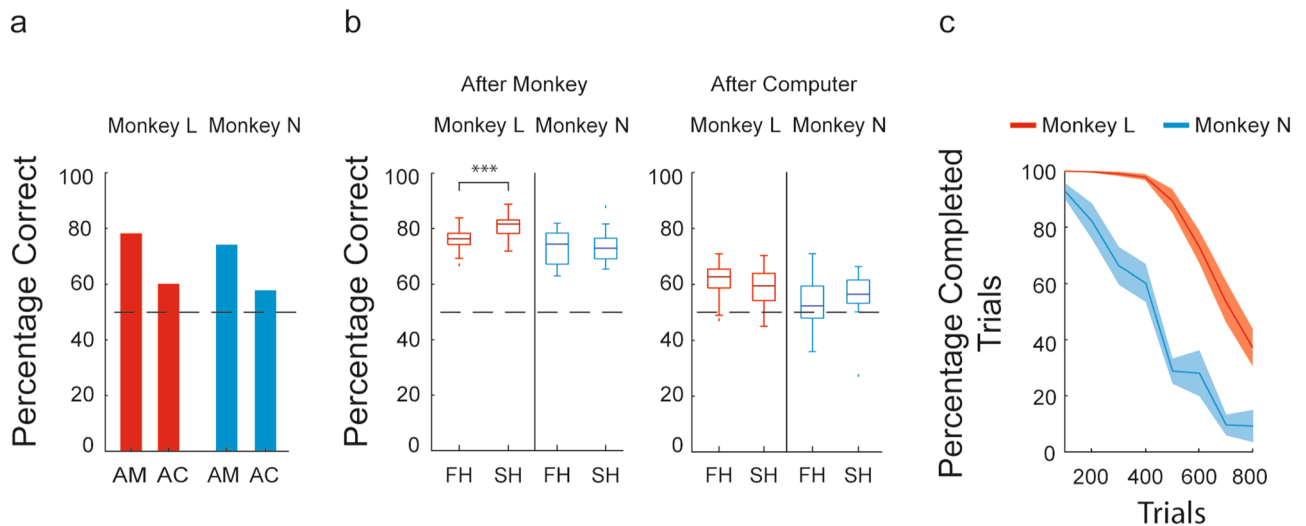 a
Monkey L Monkey N
Percentage Correct
100
80
60
40
20
0
AM AC AM AC
b
After Monkey
Monkey L Monkey N
Percentage Correct
100
80
60
40
20
0
***
FH SH FH SH
After Computer
Monkey L Monkey N
100
80
60
40
20
0
FH SH FH SH
c
Monkey L Monkey N
Percentage Completed
Trials
100
80
60
40
20
0
200 400 600 800
Trials